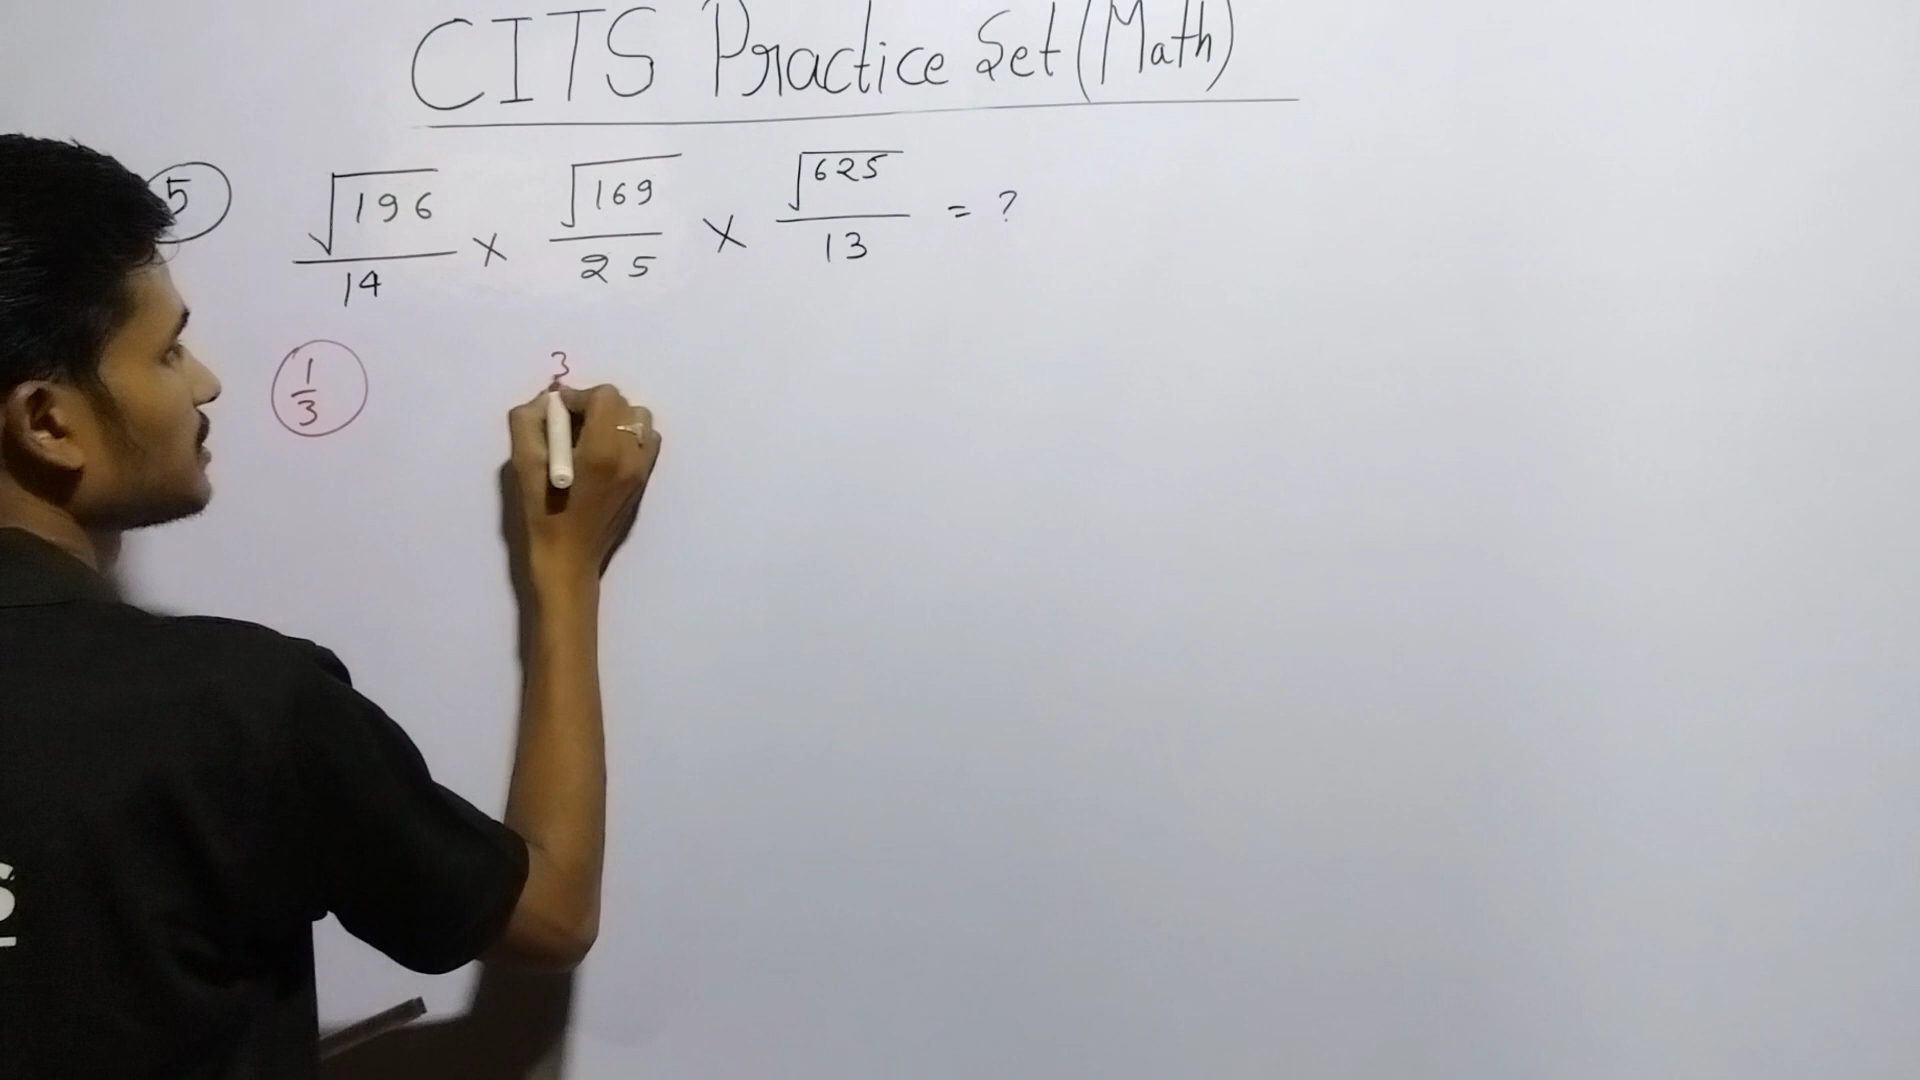 CITS Practice Set (Math)
5 √196/14 × √169/25 × √625/13 = ?
1/3 3
S